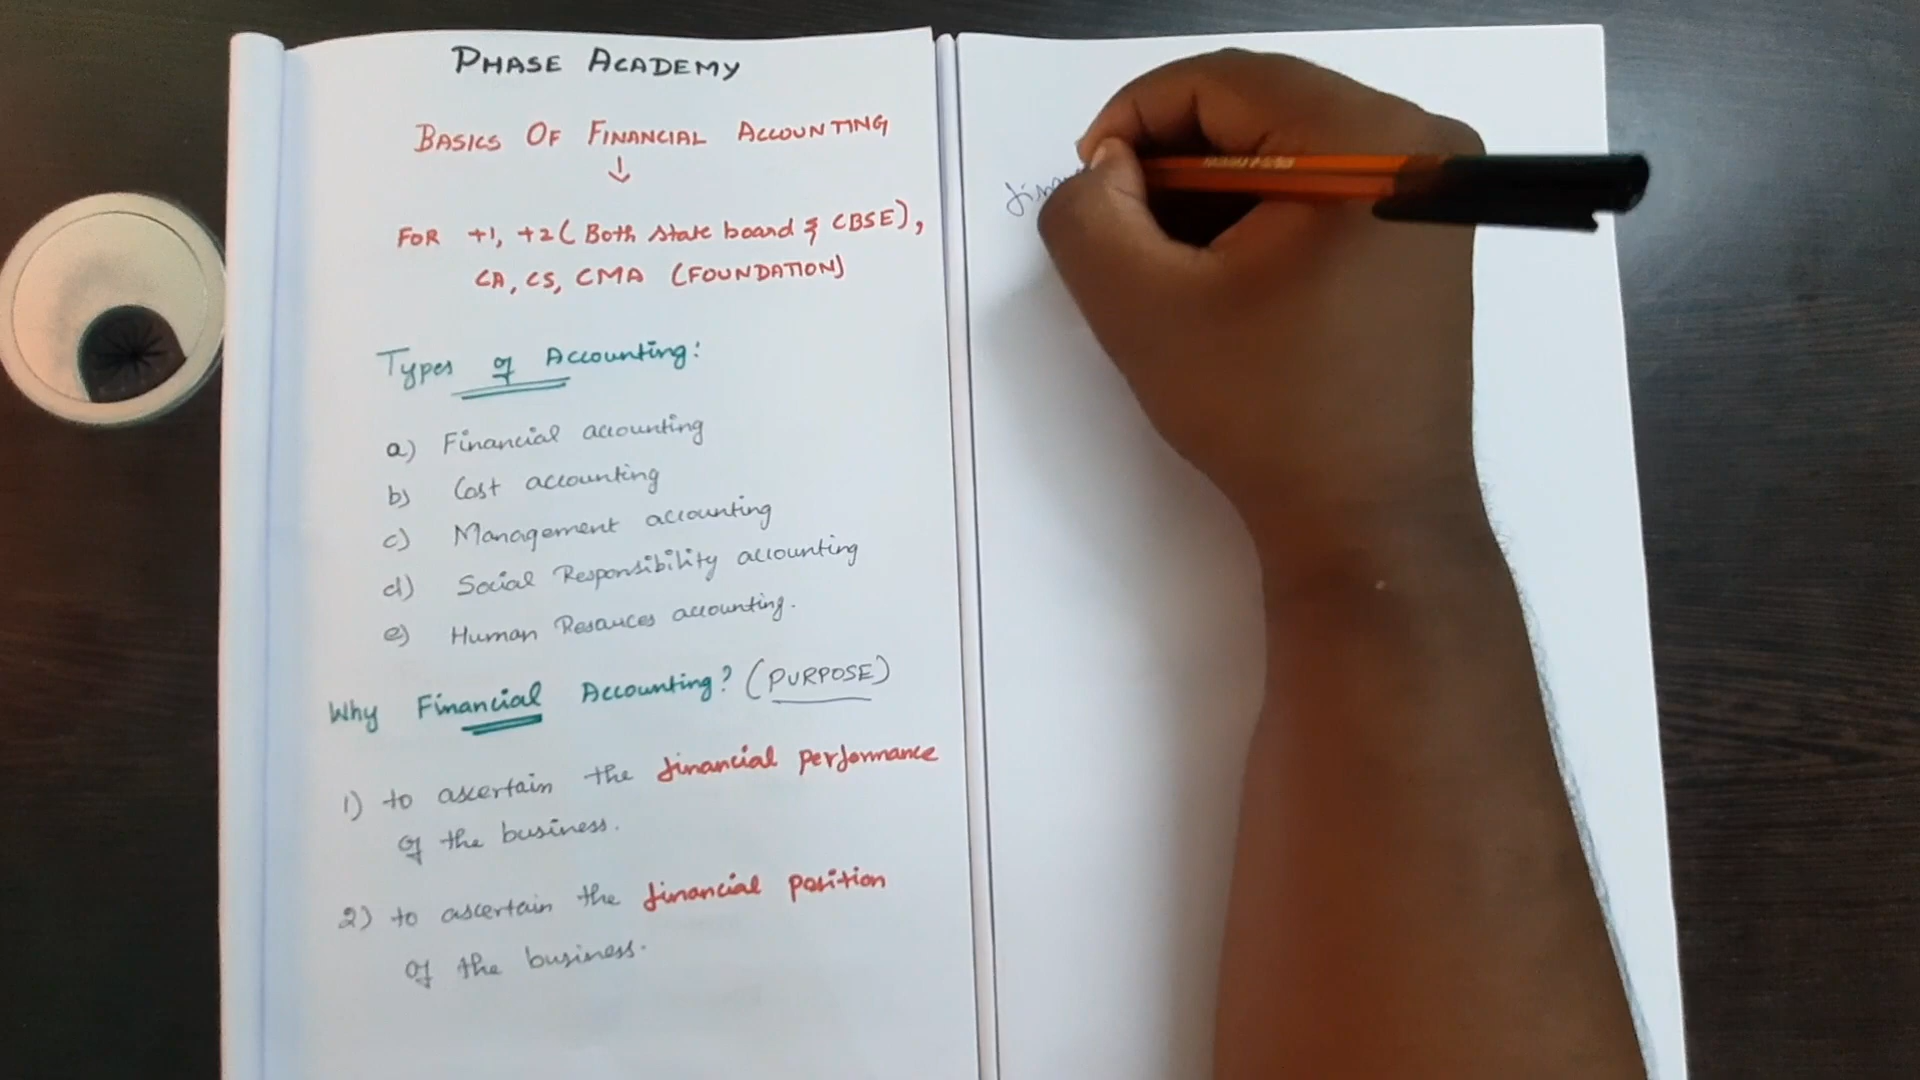 PHASE ACADEMY
BASICS OF FINANCIAL ACCOUNTING
↓
FOR +1, +2 ( Both state board & CBSE),
CA, CS, CMA (FOUNDATION)
Types of Accounting:
a) Financial accounting
b) Cost accounting
c) Management accounting
d) Social Responsibility accounting
e) Human Resources accounting.
Why Financial Accounting? (PURPOSE)
1) to ascertain the financial performance
of the business.
2) to ascertain the financial position
of the business.